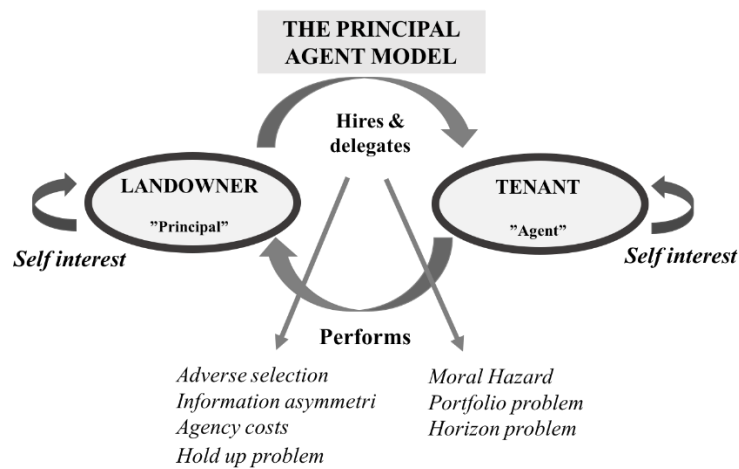 THE PRINCIPAL
AGENT MODEL
Hires &
delegates
LANDOWNER
”Principal”
TENANT
”Agent”
Self interest
Self interest
Performs
Adverse selection
Information asymmetri
Agency costs
Hold up problem
Moral Hazard
Portfolio problem
Horizon problem